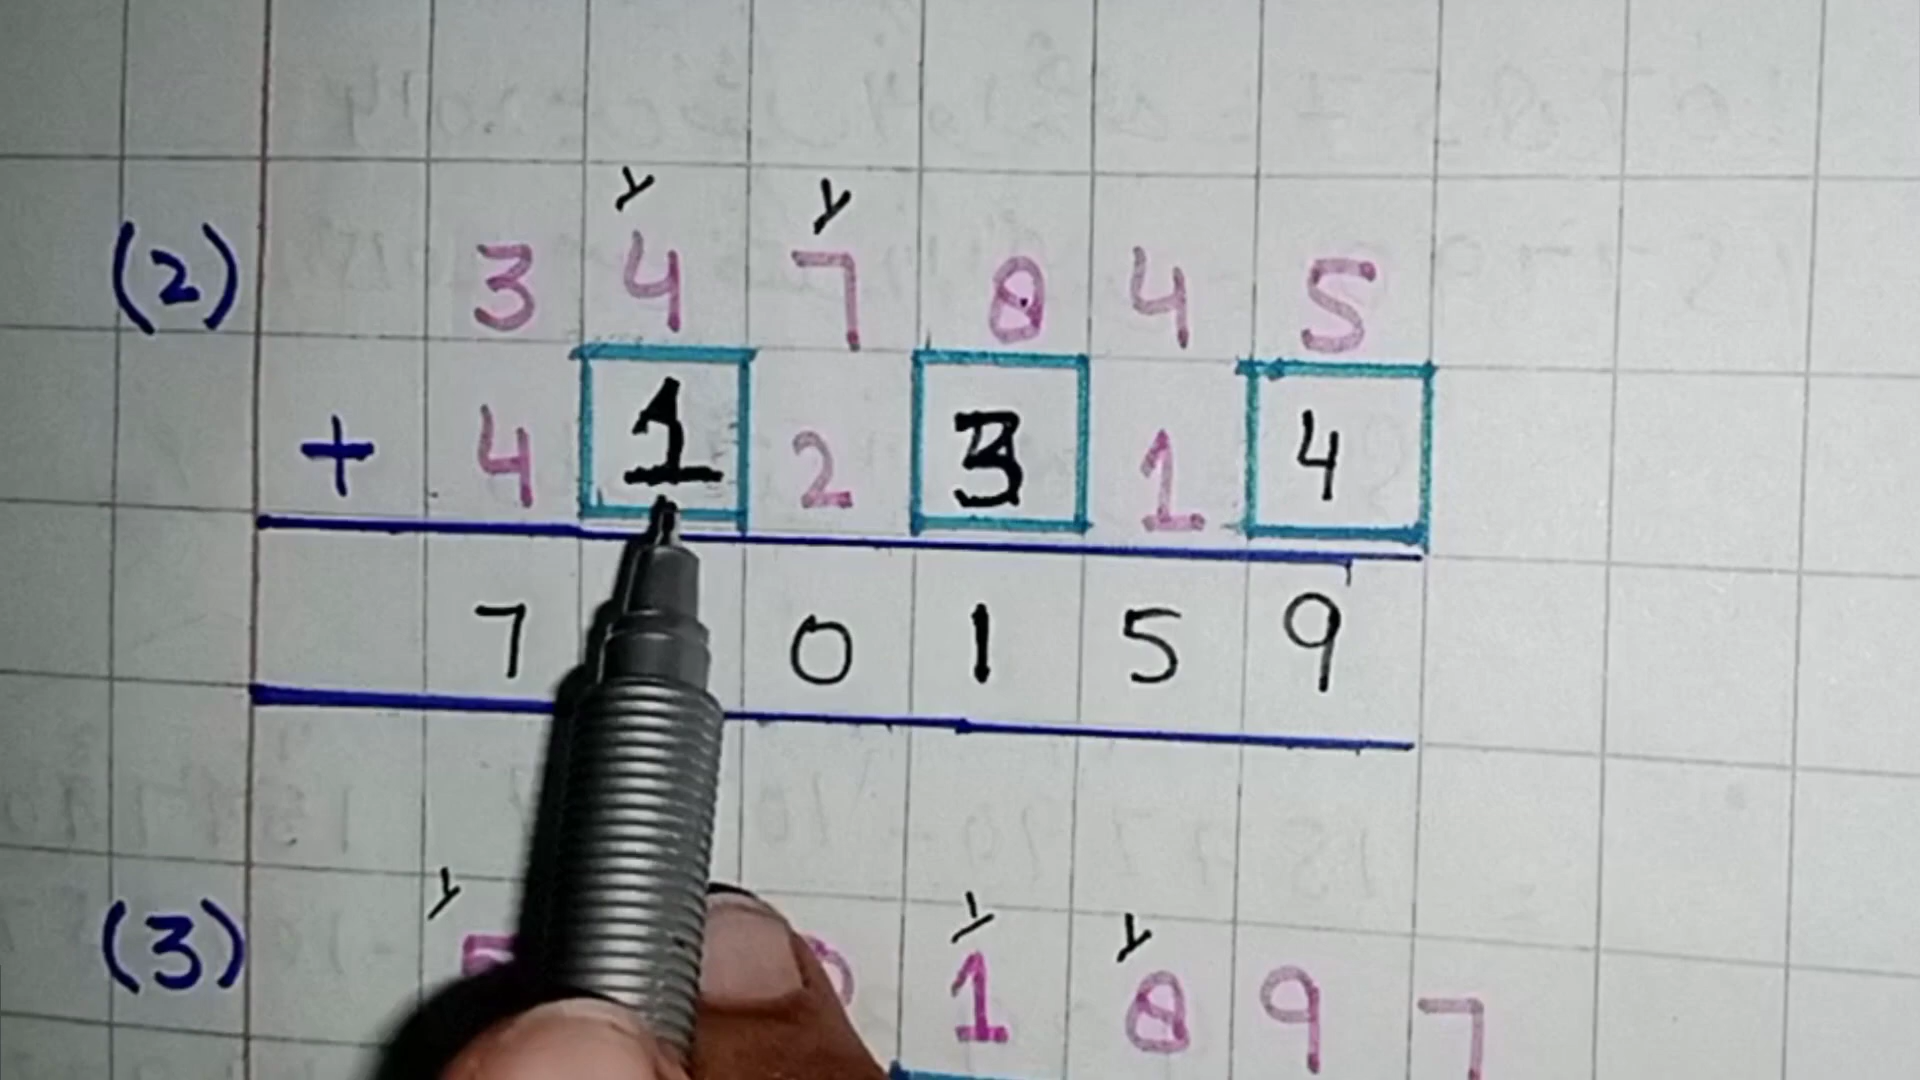 (2) 3 4 7 8 4 5
+ 4 1 2 3 1 4
7 0 1 5 9
(3) 1 8 9 7